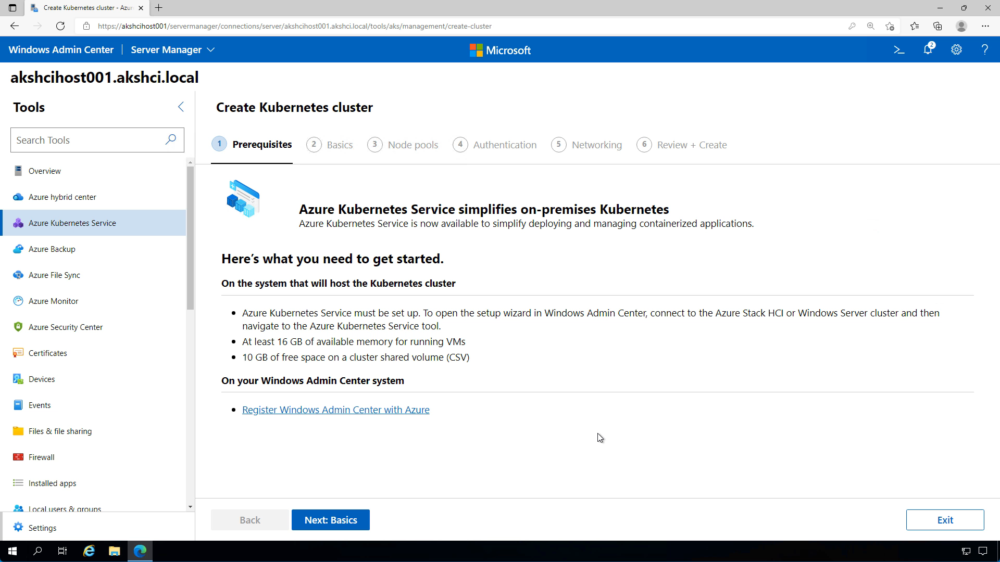 Create Kubernetes cluster - Azur
https://akshcihost001/servermanager/connections/server/akshcihost001.akshci.local/tools/aks/management/create-cluster
Windows Admin Center
Server Manager
Microsoft
2
akshcihost001.akshci.local
Tools
Search Tools
Overview
Azure hybrid center
Azure Kubernetes Service
Azure Backup
Azure File Sync
Azure Monitor
Azure Security Center
Certificates
Devices
Events
Files & file sharing
Firewall
Installed apps
Local users & groups
Settings
Create Kubernetes cluster
1 Prerequisites
2 Basics
3 Node pools
4 Authentication
5 Networking
6 Review + Create
Azure Kubernetes Service simplifies on-premises Kubernetes
Azure Kubernetes Service is now available to simplify deploying and managing containerized applications.
Here's what you need to get started.
On the system that will host the Kubernetes cluster
• Azure Kubernetes Service must be set up. To open the setup wizard in Windows Admin Center, connect to the Azure Stack HCI or Windows Server cluster and then
navigate to the Azure Kubernetes Service tool.
• At least 16 GB of available memory for running VMs
• 10 GB of free space on a cluster shared volume (CSV)
On your Windows Admin Center system
• Register Windows Admin Center with Azure
Back
Next: Basics
Exit